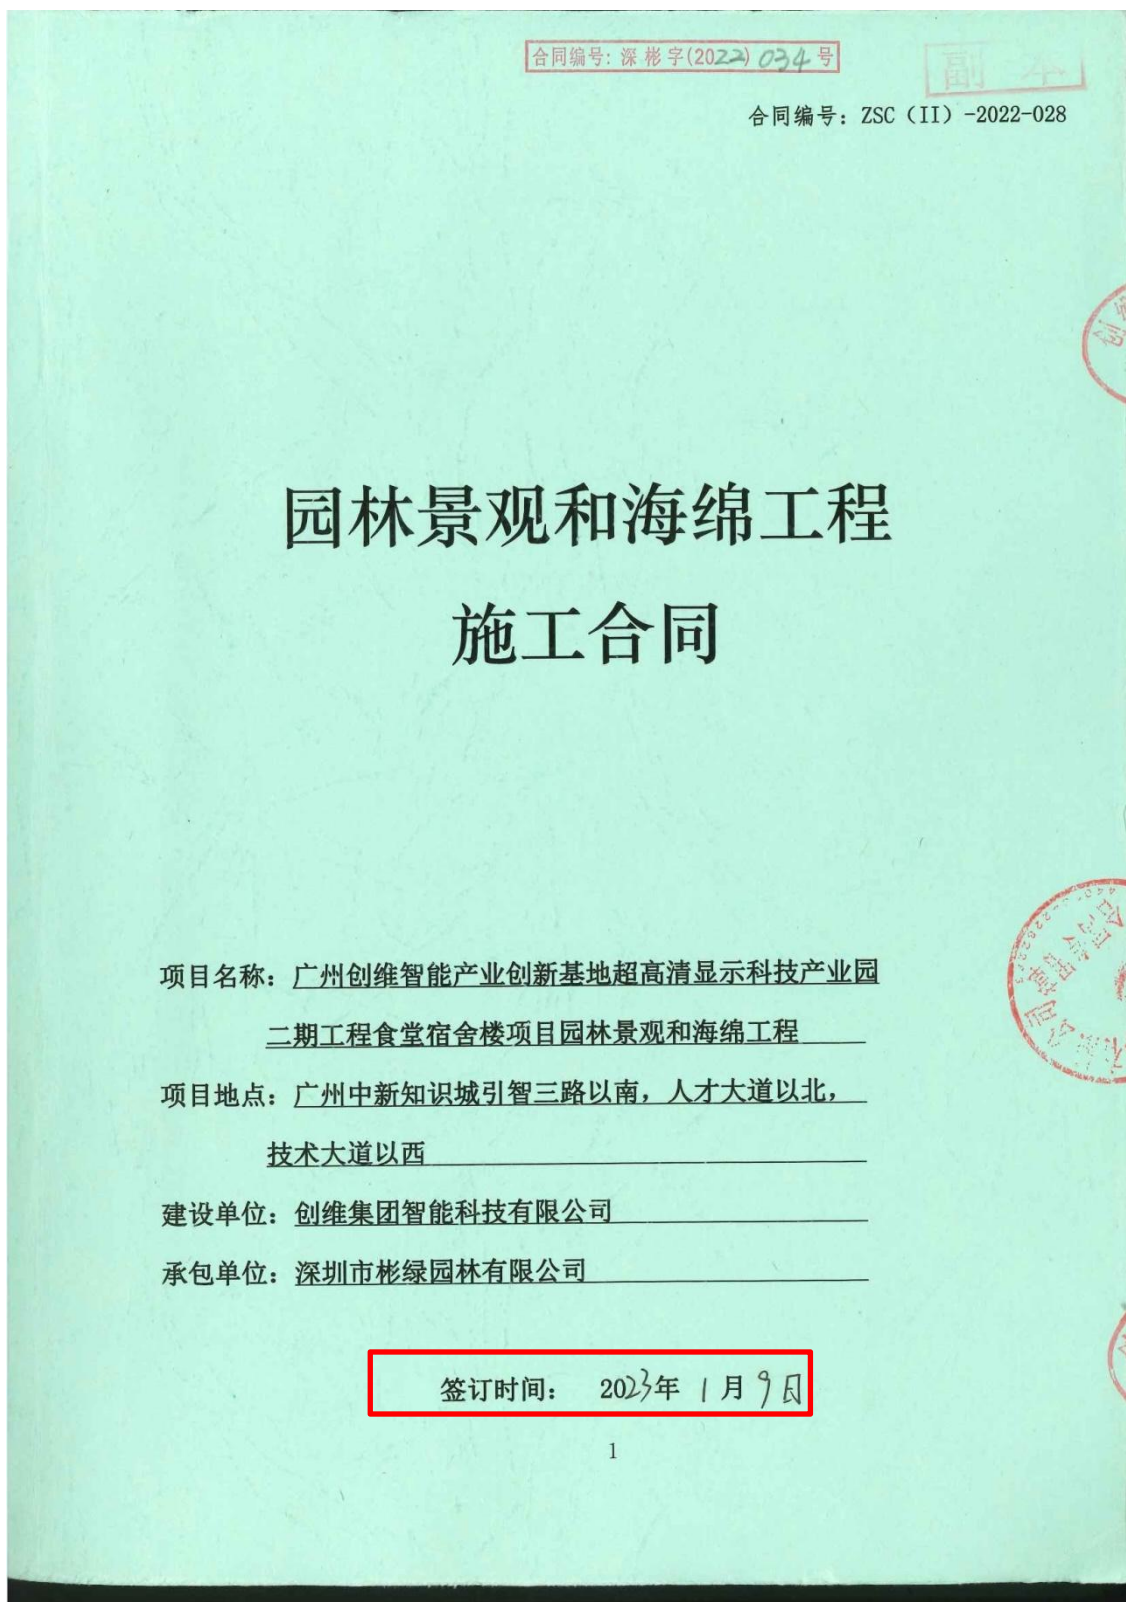 合同编号:深彬字(2022)034号
副 本
合同编号：ZSC（II）-2022-028
园林景观和海绵工程
施工合同
项目名称：广州创维智能产业创新基地超高清显示科技产业园
二期工程食堂宿舍楼项目园林景观和海绵工程
项目地点：广州中新知识城引智三路以南，人才大道以北，
技术大道以西
建设单位：创维集团智能科技有限公司
承包单位：深圳市彬绿园林有限公司
签订时间： 2023年 1月9日
1